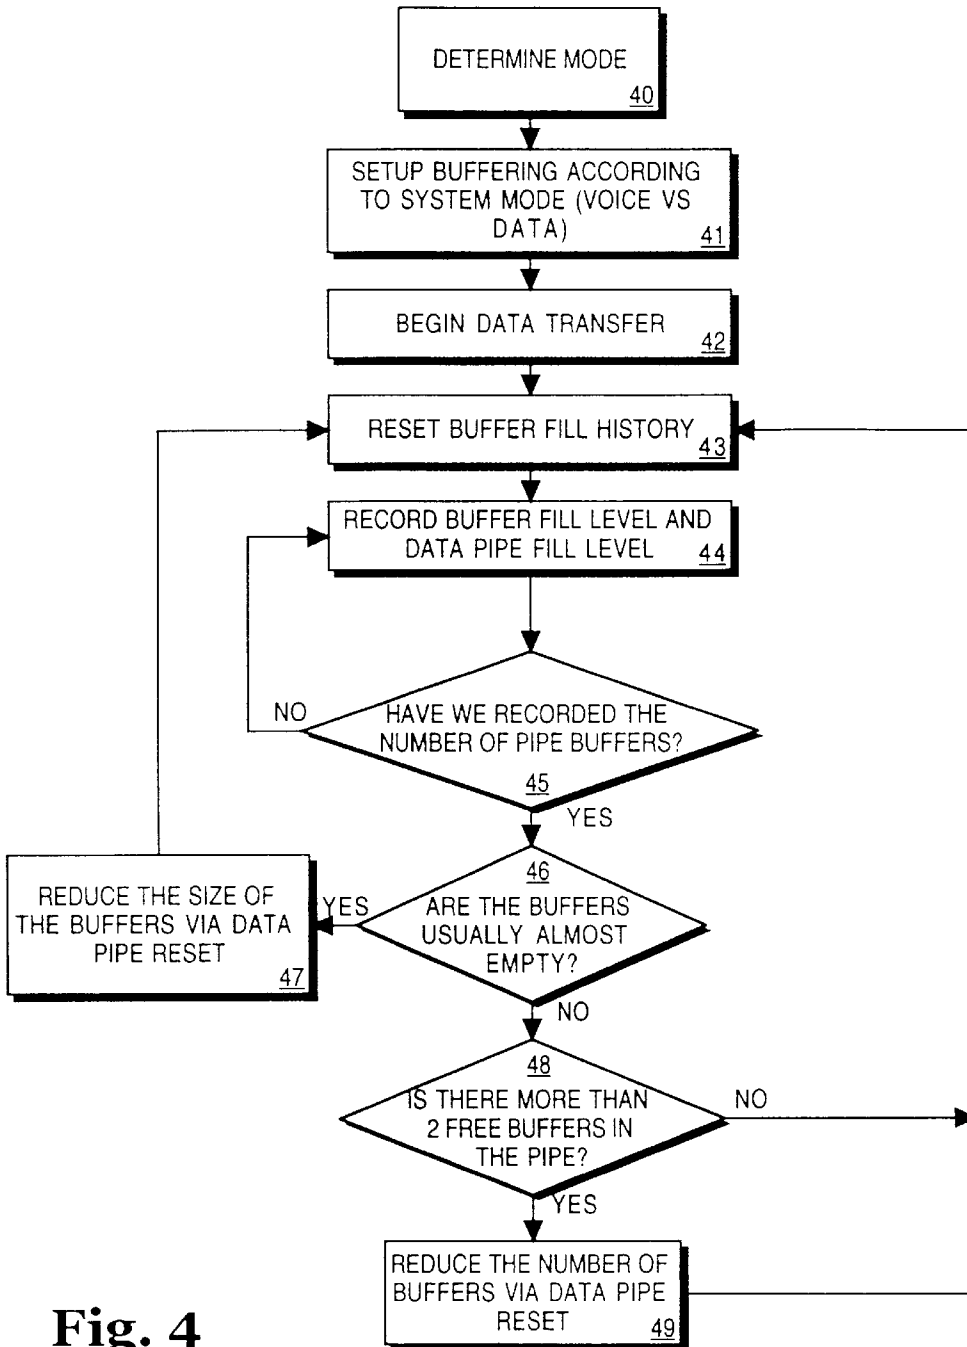 DETERMINE MODE
40
SETUP BUFFERING ACCORDING
TO SYSTEM MODE (VOICE VS
DATA)
41
BEGIN DATA TRANSFER
42
RESET BUFFER FILL HISTORY
43
RECORD BUFFER FILL LEVEL AND
DATA PIPE FILL LEVEL
44
NO
HAVE WE RECORDED THE
NUMBER OF PIPE BUFFERS?
45
YES
46
ARE THE BUFFERS
USUALLY ALMOST
EMPTY?
YES
REDUCE THE SIZE OF
THE BUFFERS VIA DATA
PIPE RESET
47
NO
48
IS THERE MORE THAN
2 FREE BUFFERS IN
THE PIPE?
NO
YES
REDUCE THE NUMBER OF
BUFFERS VIA DATA PIPE
RESET
49
Fig. 4